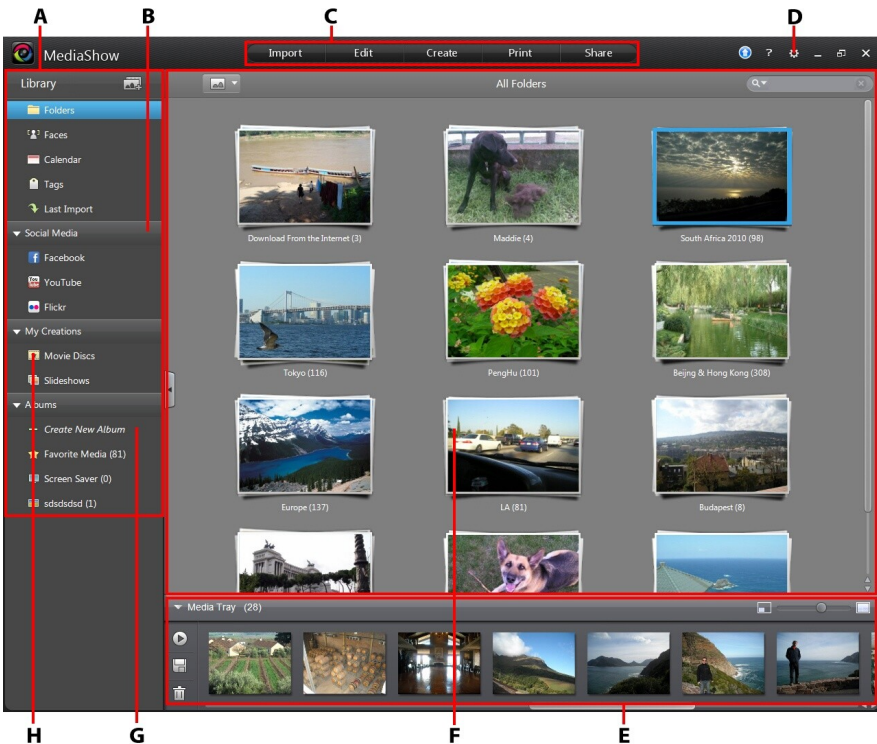 A B C D
MediaShow Import Edit Create Print Share ?
Library
All Folders
Folders
Faces
Calendar
Tags
Last Import
Social Media
Facebook
YouTube
Flickr
My Creations
Movie Discs
Slideshows
Albums
Create New Album
Favorite Media (81)
Screen Saver (0)
sdsdsdsd (1)
Download From the Internet (3) Maddie (4) South Africa 2010 (98)
Tokyo (116) PengHu (101) Beijng & Hong Kong (308)
Europe (137) LA (81) Budapest (8)
Media Tray (28)
H G F E